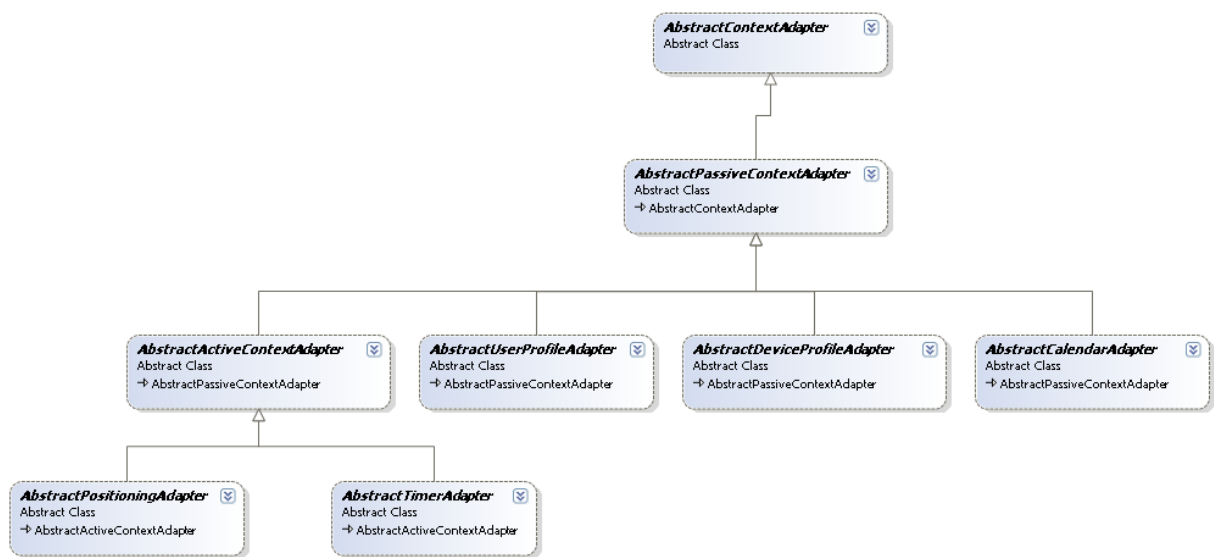 AbstractContextAdapter
Abstract Class
AbstractPassiveContextAdapter
Abstract Class
AbstractContextAdapter
AbstractActiveContextAdapter
Abstract Class
AbstractPassiveContextAdapter
AbstractUserProfileAdapter
Abstract Class
AbstractPassiveContextAdapter
AbstractDeviceProfileAdapter
Abstract Class
AbstractPassiveContextAdapter
AbstractCalendarAdapter
Abstract Class
AbstractPassiveContextAdapter
AbstractPositioningAdapter
Abstract Class
AbstractActiveContextAdapter
AbstractTimerAdapter
Abstract Class
AbstractActiveContextAdapter